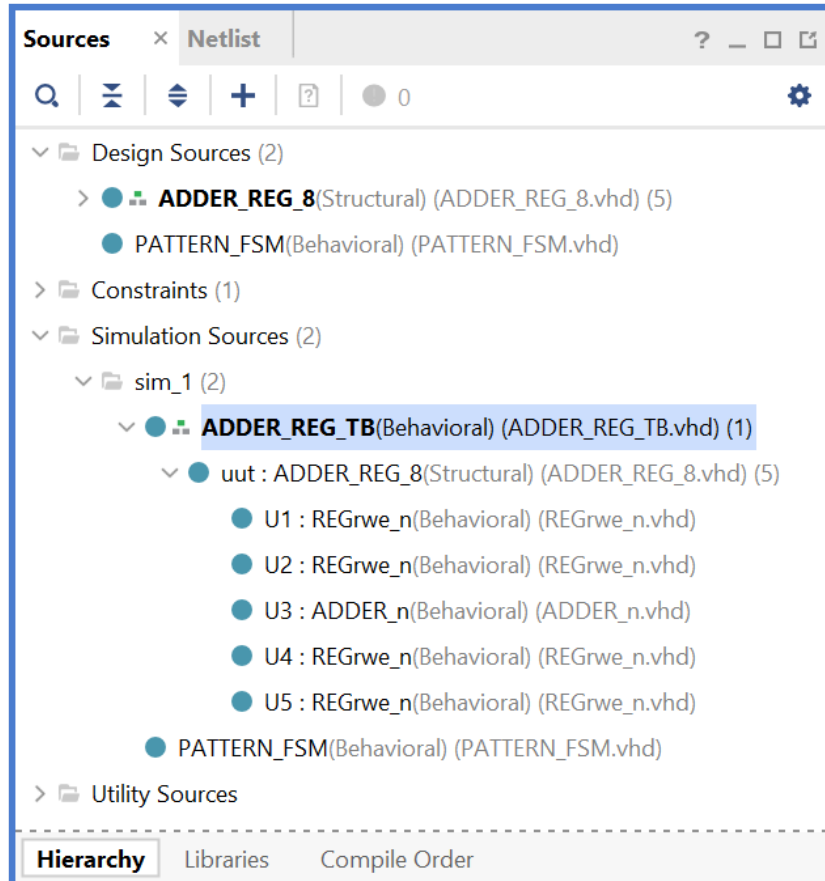 Sources × Netlist ? _
0
Design Sources (2)
ADDER_REG_8(Structural) (ADDER_REG_8.vhd) (5)
PATTERN_FSM(Behavioral) (PATTERN_FSM.vhd)
Constraints (1)
Simulation Sources (2)
sim_1 (2)
ADDER_REG_TB(Behavioral) (ADDER_REG_TB.vhd) (1)
uut : ADDER_REG_8(Structural) (ADDER_REG_8.vhd) (5)
U1 : REGrwe_n(Behavioral) (REGrwe_n.vhd)
U2 : REGrwe_n(Behavioral) (REGrwe_n.vhd)
U3 : ADDER_n(Behavioral) (ADDER_n.vhd)
U4 : REGrwe_n(Behavioral) (REGrwe_n.vhd)
U5 : REGrwe_n(Behavioral) (REGrwe_n.vhd)
PATTERN_FSM(Behavioral) (PATTERN_FSM.vhd)
Utility Sources
Hierarchy Libraries Compile Order